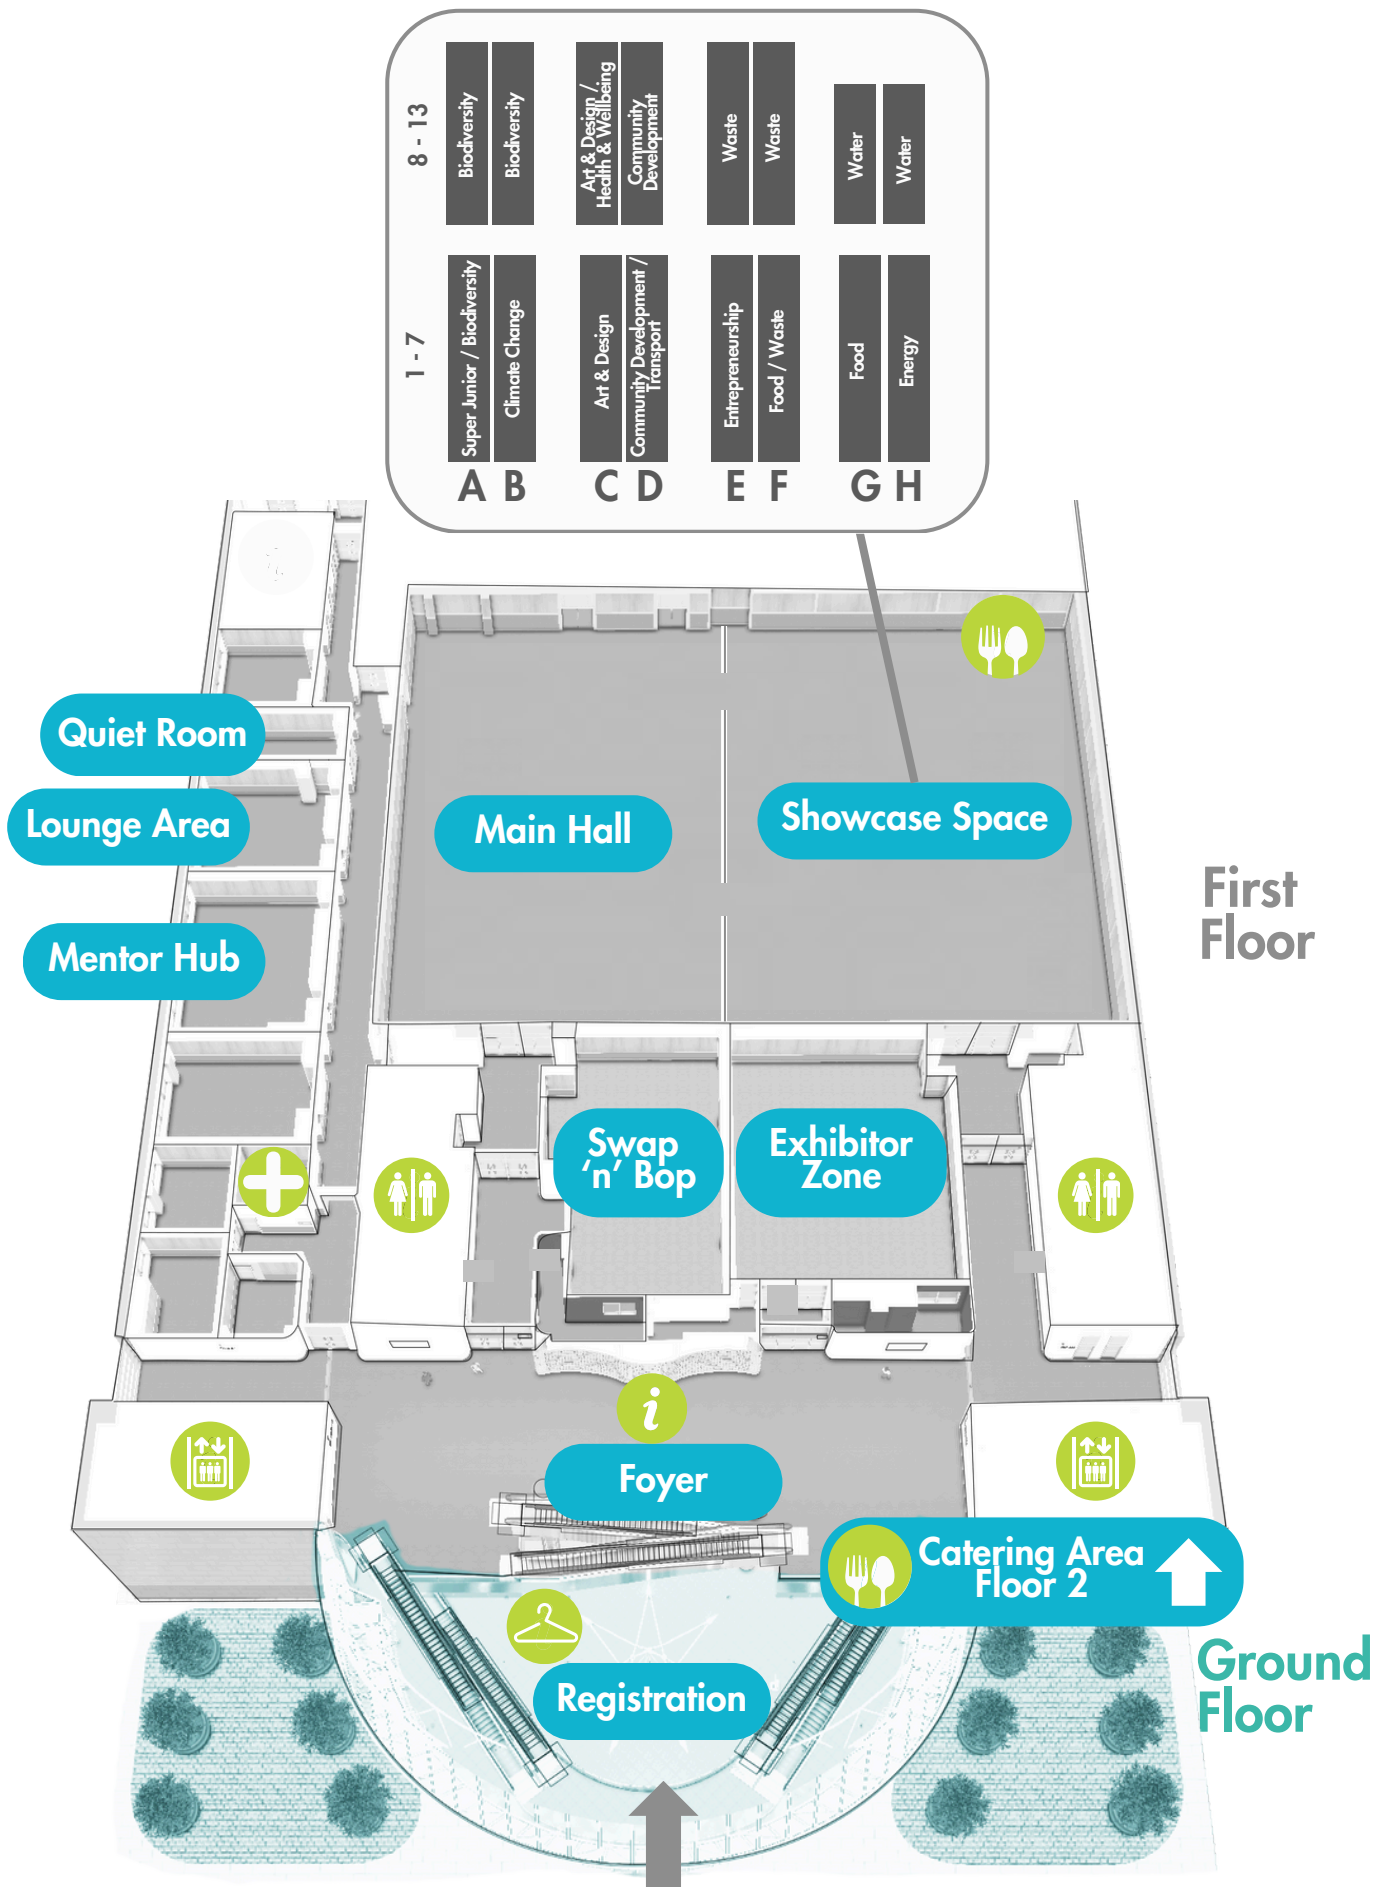 8 - 13
Biodiversity
Biodiversity
Art & Design /
Health & Wellbeing
Community
Development
Waste
Waste
Water
Water
1 - 7
Super Junior / Biodiversity
Climate Change
Art & Design
Community Development /
Transport
Entrepreneurship
Food / Waste
Food
Energy
A B C D E F G H
Quiet Room
Lounge Area
Mentor Hub
Main Hall
Showcase Space
First
Floor
Swap
‘n’ Bop
Exhibitor
Zone
i
Foyer
Catering Area
Floor 2
Registration
Ground
Floor